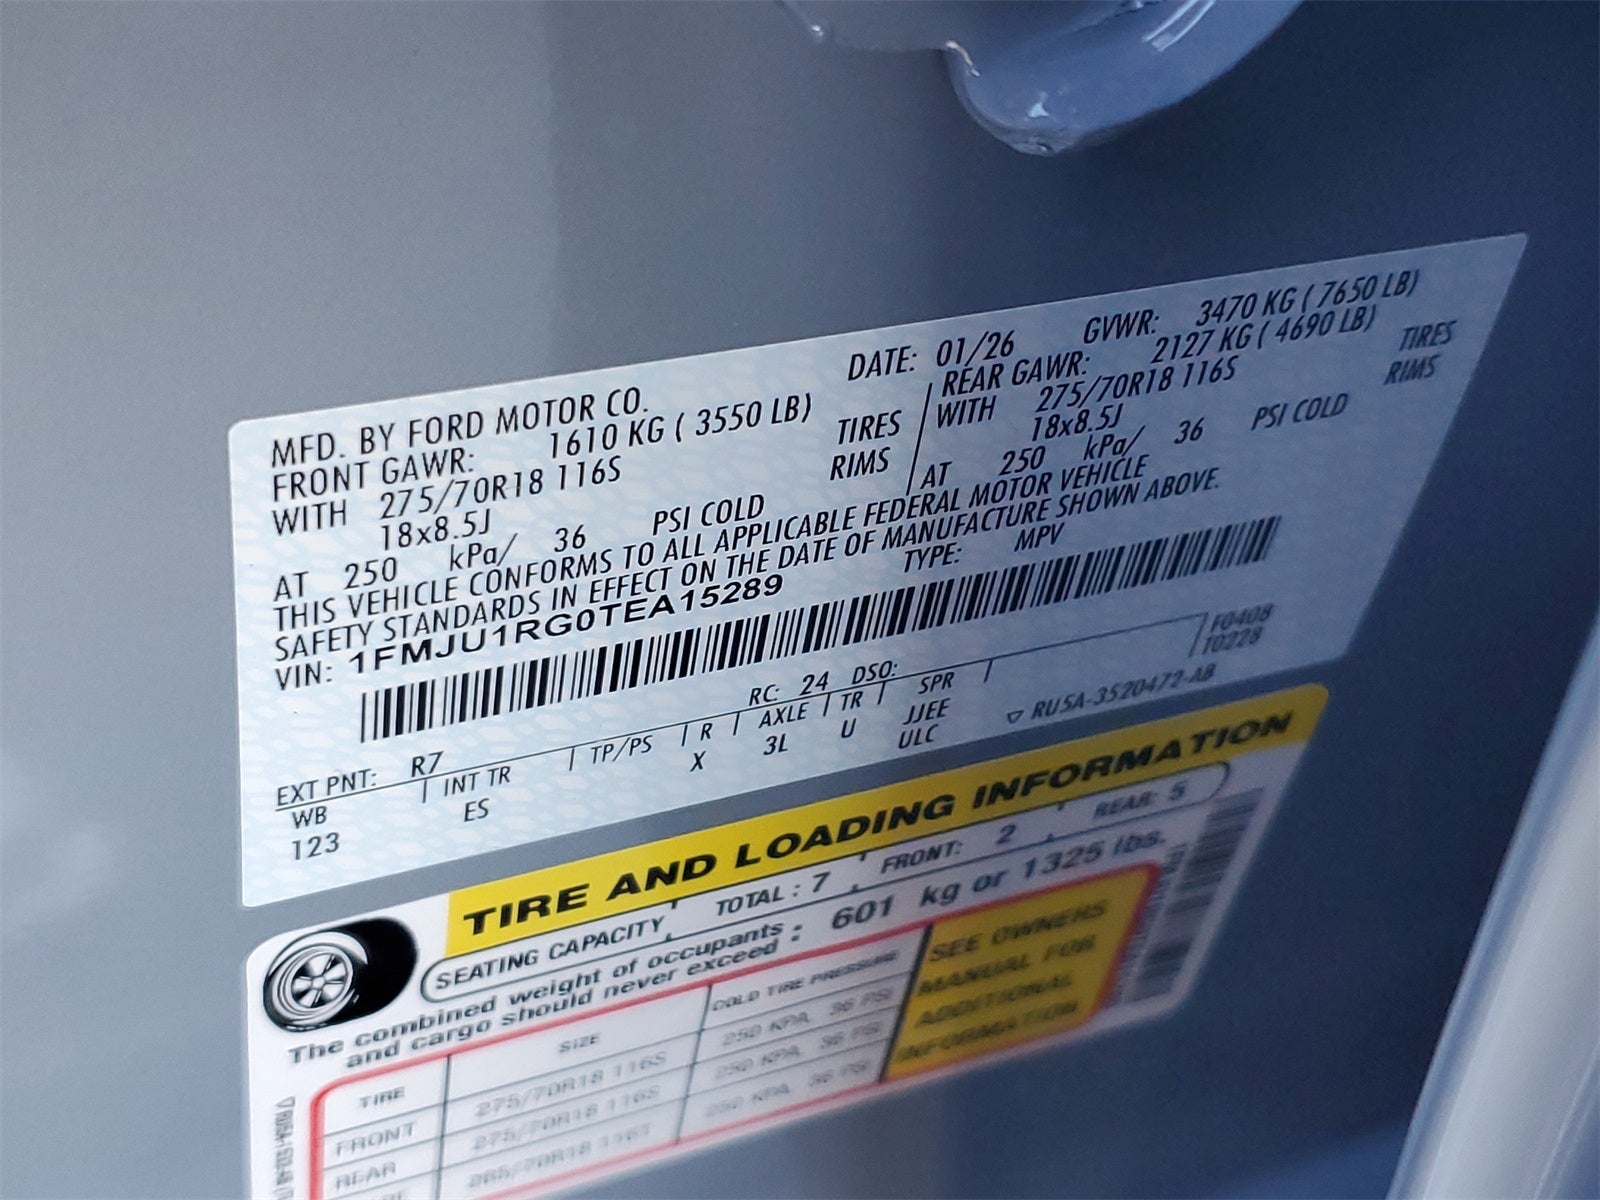 MFD. BY FORD MOTOR CO.
DATE: 01/26 GVWR: 3470 KG ( 7650 LB)
FRONT GAWR: 1610 KG ( 3550 LB)
REAR GAWR: 2127 KG ( 4690 LB)
WITH 275/70R18 116S TIRES
WITH 275/70R18 116S TIRES
18x8.5J RIMS
18x8.5J RIMS
AT 250 kPa/ 36 PSI COLD
AT 250 kPa/ 36 PSI COLD
THIS VEHICLE CONFORMS TO ALL APPLICABLE FEDERAL MOTOR VEHICLE
SAFETY STANDARDS IN EFFECT ON THE DATE OF MANUFACTURE SHOWN ABOVE.
VIN: 1FMJU1RG0TEA15289 TYPE: MPV
F0408
T0228
EXT PNT: R7 RC: 24 DSO:
WB INT TR TP/PS R AXLE TR SPR
123 ES X 3L U JJEE
ULC
RU5A-3520472-AB
TIRE AND LOADING INFORMATION
SEATING CAPACITY TOTAL : 7 FRONT: 2 REAR: 5
The combined weight of occupants
and cargo should never exceed : 601 kg or 1325 lbs.
TIRE SIZE COLD TIRE PRESSURE
FRONT 275/70R18 116S 250 KPA, 36 PSI
REAR 275/70R18 116S 250 KPA, 36 PSI
250 KPA, 36 PSI
SEE OWNERS
MANUAL FOR
ADDITIONAL
INFORMATION